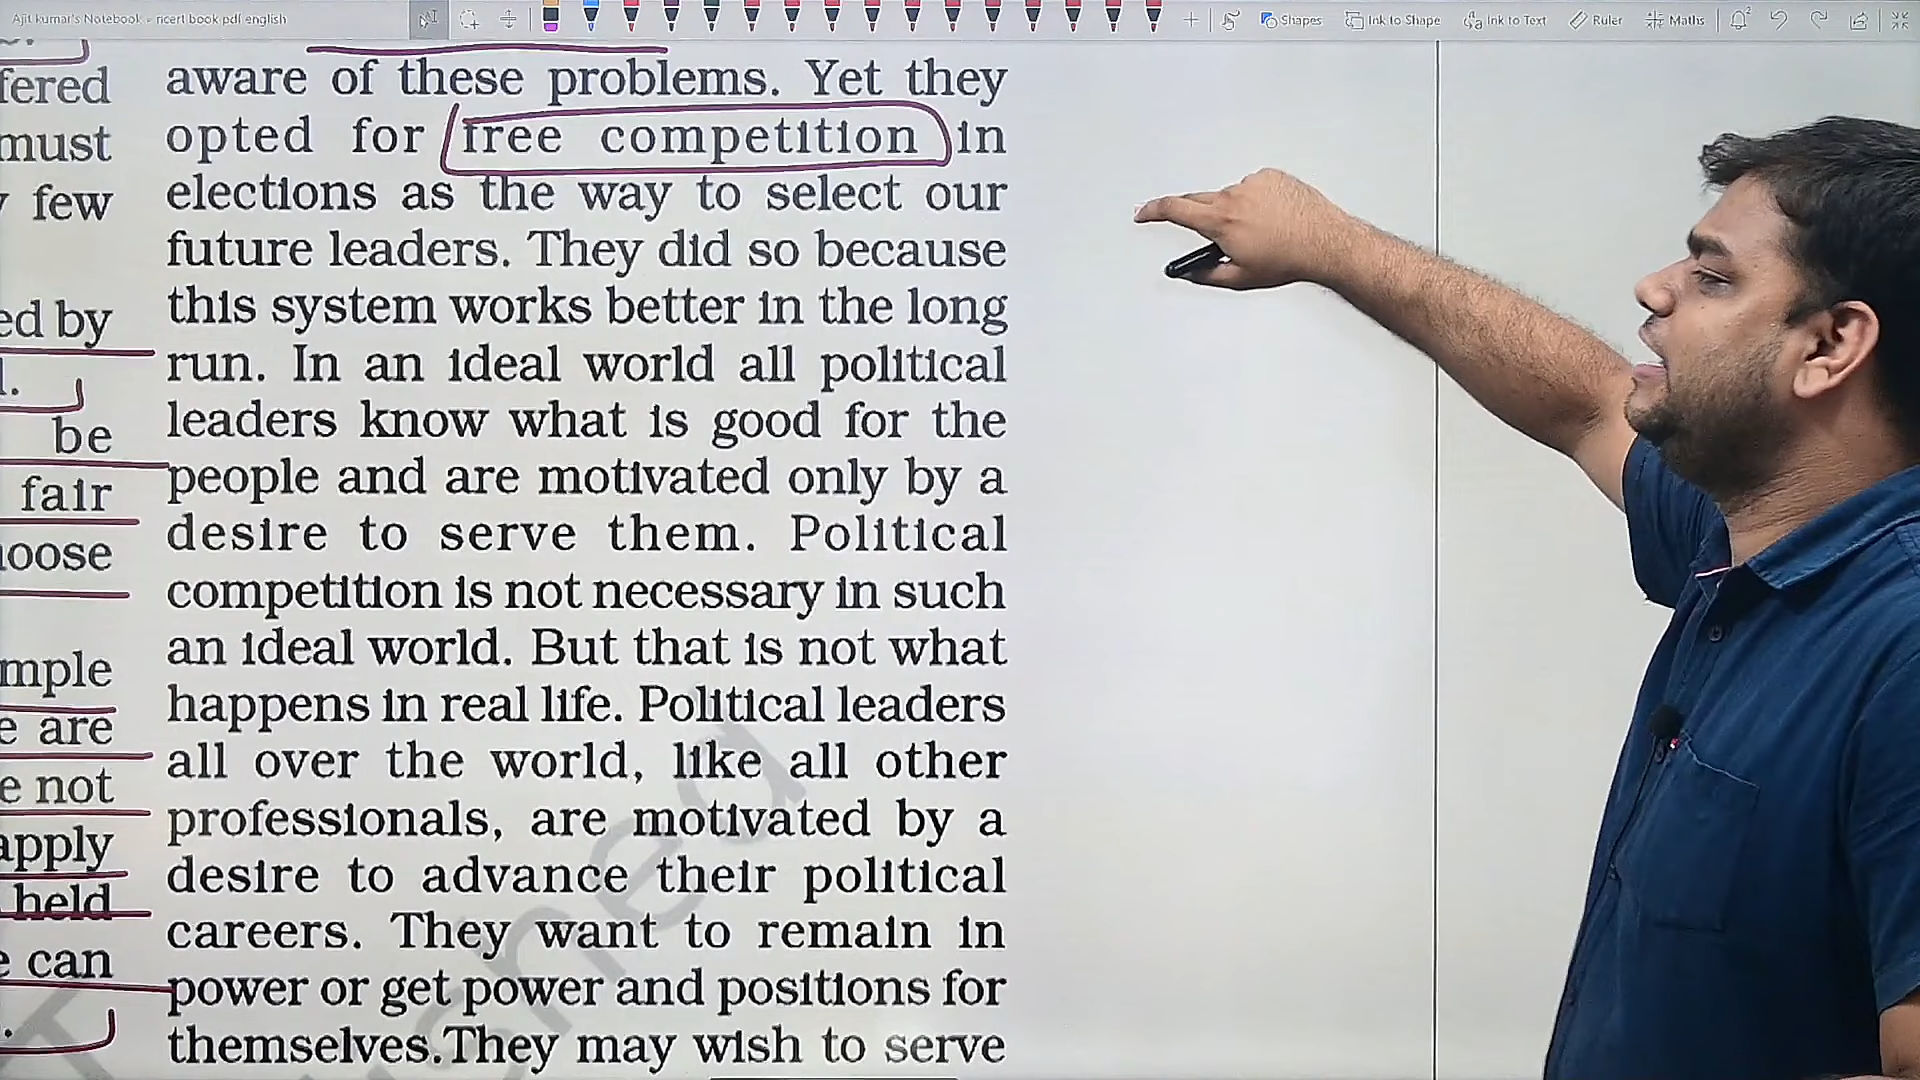 Ajit kumar's Notebook - ncert book pdf english
Shapes
Ink to Shape
Ink to Text
Ruler
Maths
fered
must
few
ed by
be
fair
oose
mple
e are
e not
apply
held
can
aware of these problems. Yet they
opted for free competition in
elections as the way to select our
future leaders. They did so because
this system works better in the long
run. In an ideal world all political
leaders know what is good for the
people and are motivated only by a
desire to serve them. Political
competition is not necessary in such
an ideal world. But that is not what
happens in real life. Political leaders
all over the world, like all other
professionals, are motivated by a
desire to advance their political
careers. They want to remain in
power or get power and positions for
themselves.They may wish to serve